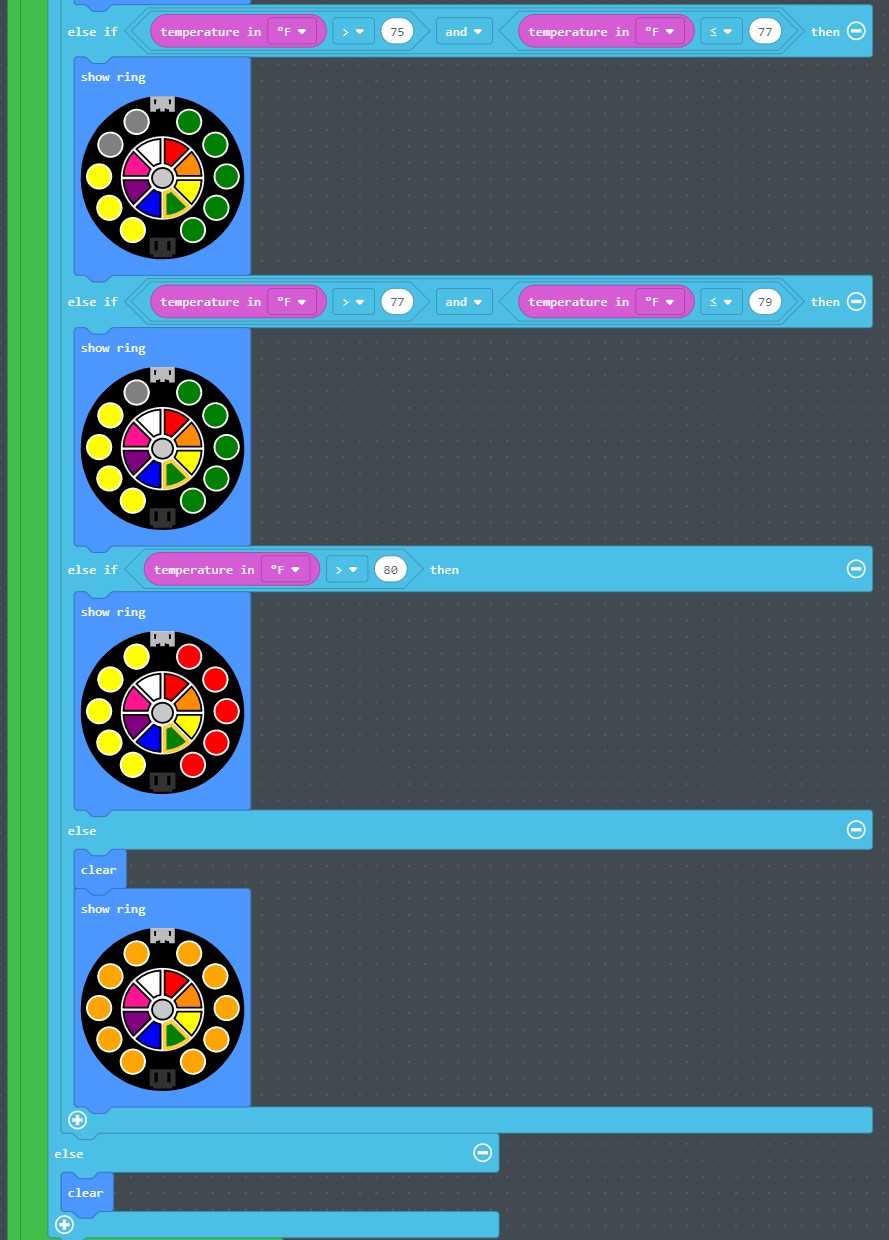 else if temperature in °F > 75 and temperature in °F ≤ 77 then
show ring
else if temperature in °F > 77 and temperature in °F ≤ 79 then
show ring
else if temperature in °F > 80 then
show ring
else
clear
show ring
else
clear